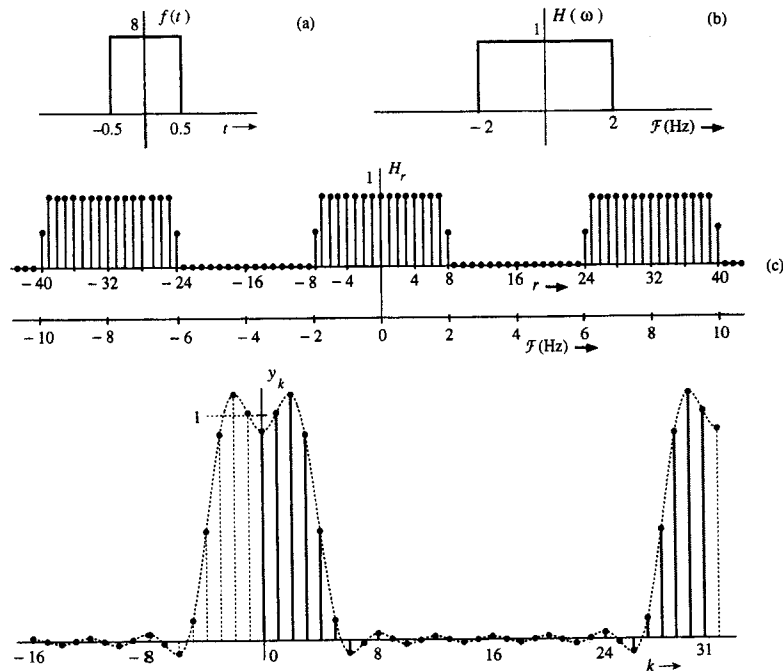 8 f(t) (a)
−0.5 0.5 t →
1 H(ω) (b)
−2 2 ℱ(Hz) →
1 H_r
−40 −32 −24 −16 −8 −4 4 8 16 24 32 40 (c)
r →
−10 −8 −6 −4 −2 0 2 4 6 8 10
ℱ(Hz) →
y_k
1
−16 −8 0 8 16 24 31
k →